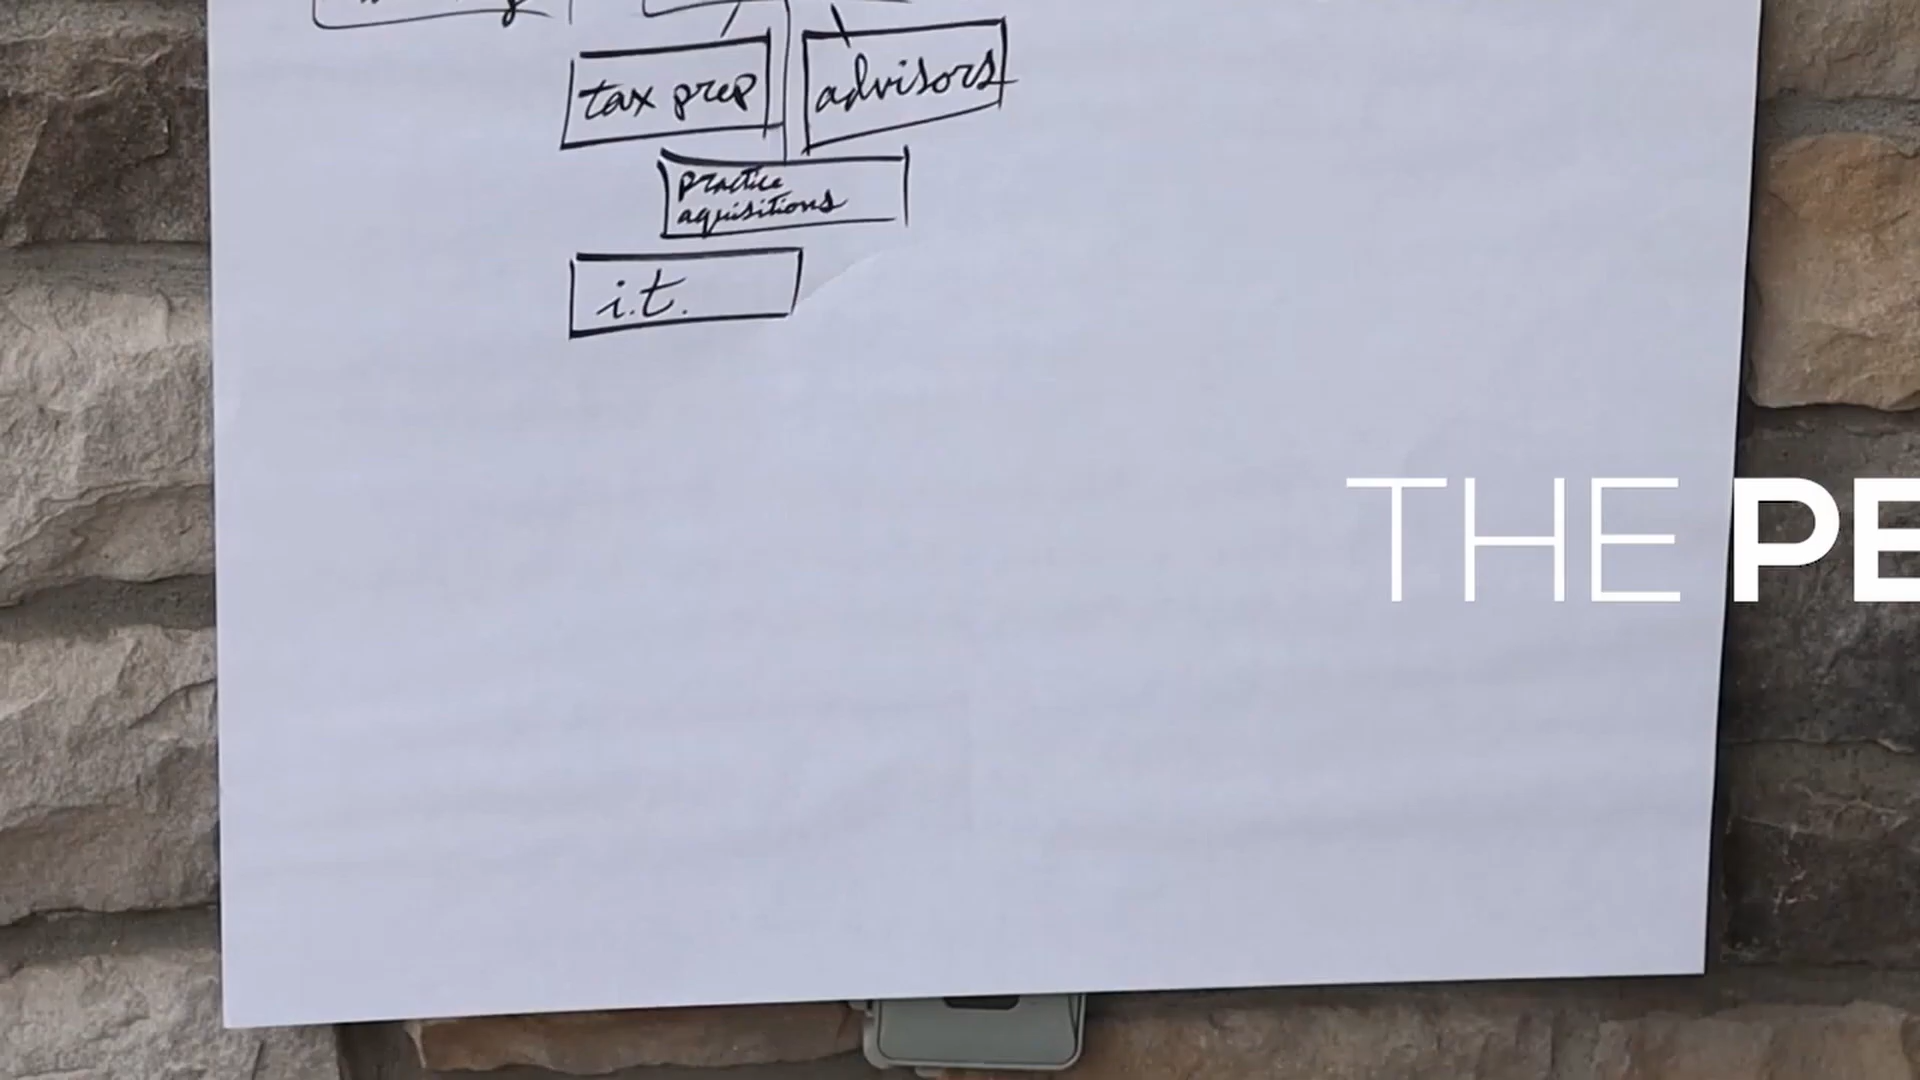 tax prep
advisors
practice
aquisitions
i.t.
THE PE